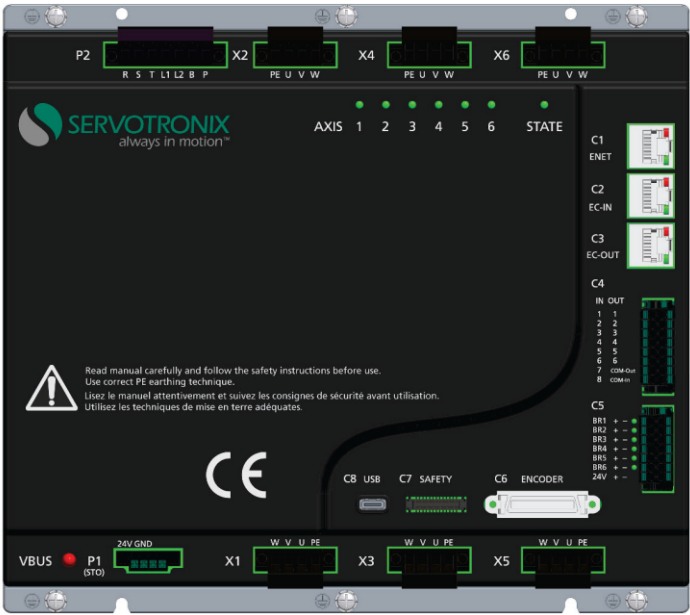 P2
X2
X4
X6
R S T L1 L2 B P
PE U V W
PE U V W
PE U V W
SERVOTRONIX
always in motion™
AXIS 1 2 3 4 5 6 STATE
C1
ENET
C2
EC-IN
C3
EC-OUT
C4
IN OUT
1 1
2 2
3 3
4 4
5 5
6 6
7 COM-Out
8 COM-In
Read manual carefully and follow the safety instructions before use.
Use correct PE earthing technique.
Lisez le manuel attentivement et suivez les consignes de sécurité avant utilisation.
Utilisez les techniques de mise en terre adéquates.
C5
BR1 + -
BR2 + -
BR3 + -
BR4 + -
BR5 + -
BR6 + -
24V + -
CE
C8 USB
C7 SAFETY
C6 ENCODER
24V GND
W V U PE
W V U PE
W V U PE
VBUS
P1
(STO)
X1
X3
X5